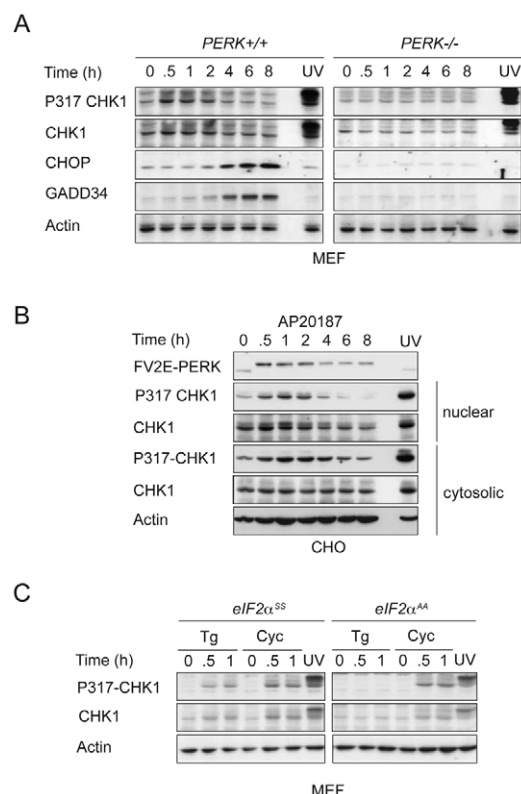 A
PERK+/+ PERK-/-
Time (h) 0 .5 1 2 4 6 8 UV 0 .5 1 2 4 6 8 UV
P317 CHK1
CHK1
CHOP
GADD34
Actin
MEF
B
AP20187
Time (h) 0 .5 1 2 4 6 8 UV
FV2E-PERK
P317 CHK1
CHK1
nuclear
P317-CHK1
CHK1
cytosolic
Actin
CHO
C
eIF2α^SS eIF2α^AA
Tg Cyc Tg Cyc
Time (h) 0 .5 1 0 .5 1 UV 0 .5 1 0 .5 1 UV
P317-CHK1
CHK1
Actin
MEF